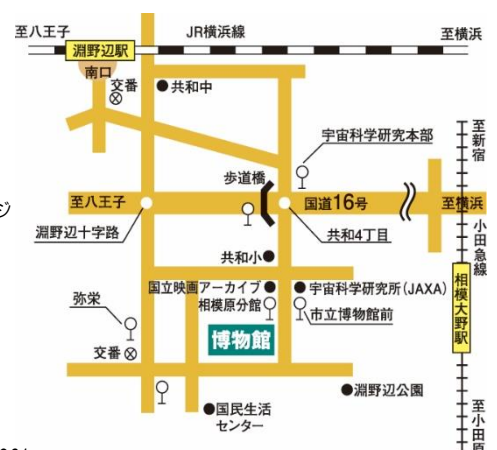 至八王子
JR横浜線
至横浜
淵野辺駅
南口
交番
共和中
宇宙科学研究本部
至新宿
歩道橋
至八王子
国道16号
至横浜
ジ
淵野辺十字路
共和4丁目
小田急線
共和小
国立映画アーカイブ
相模原分館
宇宙科学研究所(JAXA)
市立博物館前
相模大野駅
弥栄
博物館
交番
淵野辺公園
国民生活
センター
至小田原